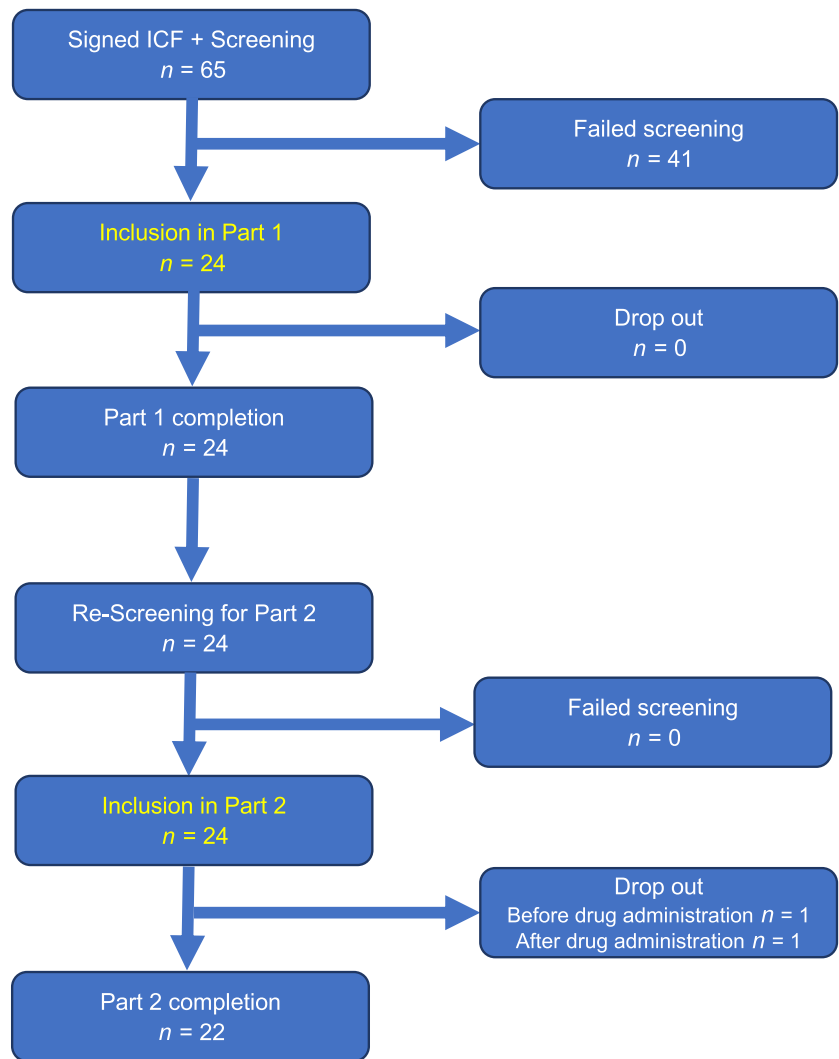 Signed ICF + Screening
n = 65
Failed screening
n = 41
Inclusion in Part 1
n = 24
Drop out
n = 0
Part 1 completion
n = 24
Re-Screening for Part 2
n = 24
Failed screening
n = 0
Inclusion in Part 2
n = 24
Drop out
Before drug administration n = 1
After drug administration n = 1
Part 2 completion
n = 22